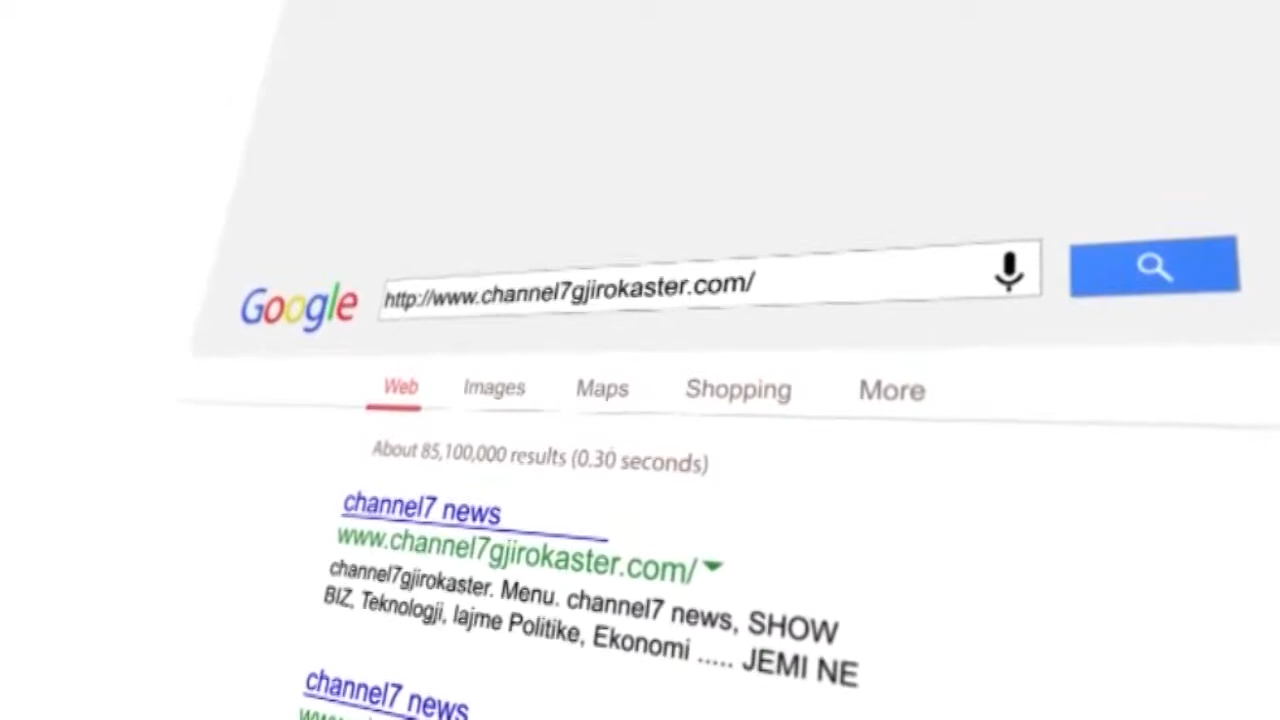 Google http://www.channel7gjirokaster.com/
Web Images Maps Shopping More
About 85,100,000 results (0.30 seconds)
channel7 news
www.channel7gjirokaster.com/
channel7gjirokaster. Menu. channel7 news, SHOW
BIZ, Teknologji, lajme Politike, Ekonomi ..... JEMI NE
channel7 news